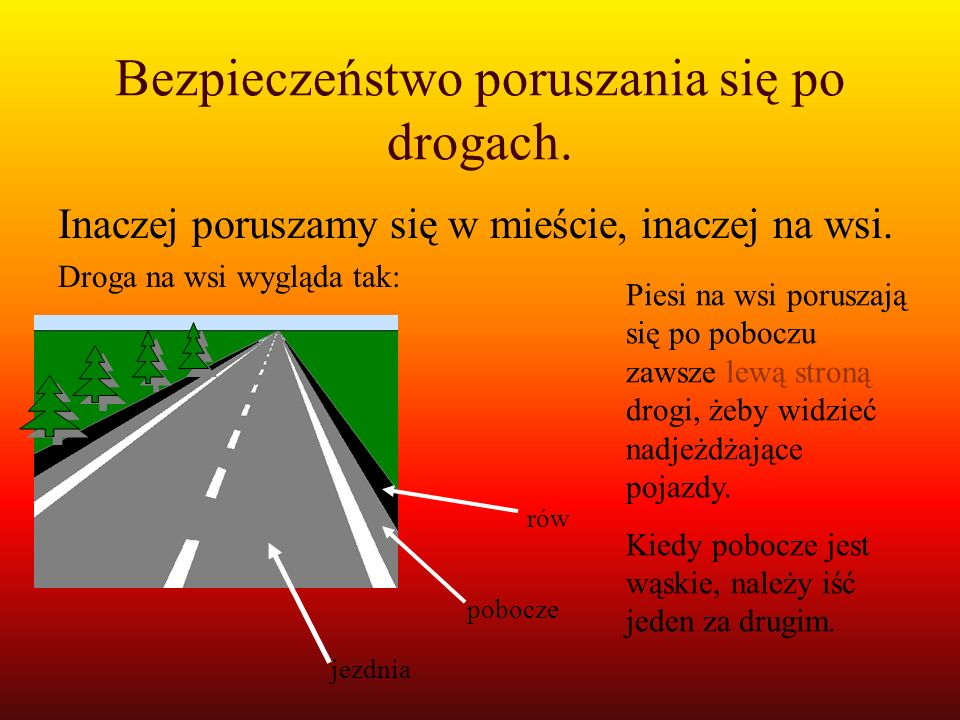 Bezpieczeństwo poruszania się po
drogach.
Inaczej poruszamy się w mieście, inaczej na wsi.
Droga na wsi wygląda tak:
Piesi na wsi poruszają
się po poboczu
zawsze lewą stroną
drogi, żeby widzieć
nadjeżdżające
pojazdy.
Kiedy pobocze jest
wąskie, należy iść
jeden za drugim.
rów
pobocze
jezdnia